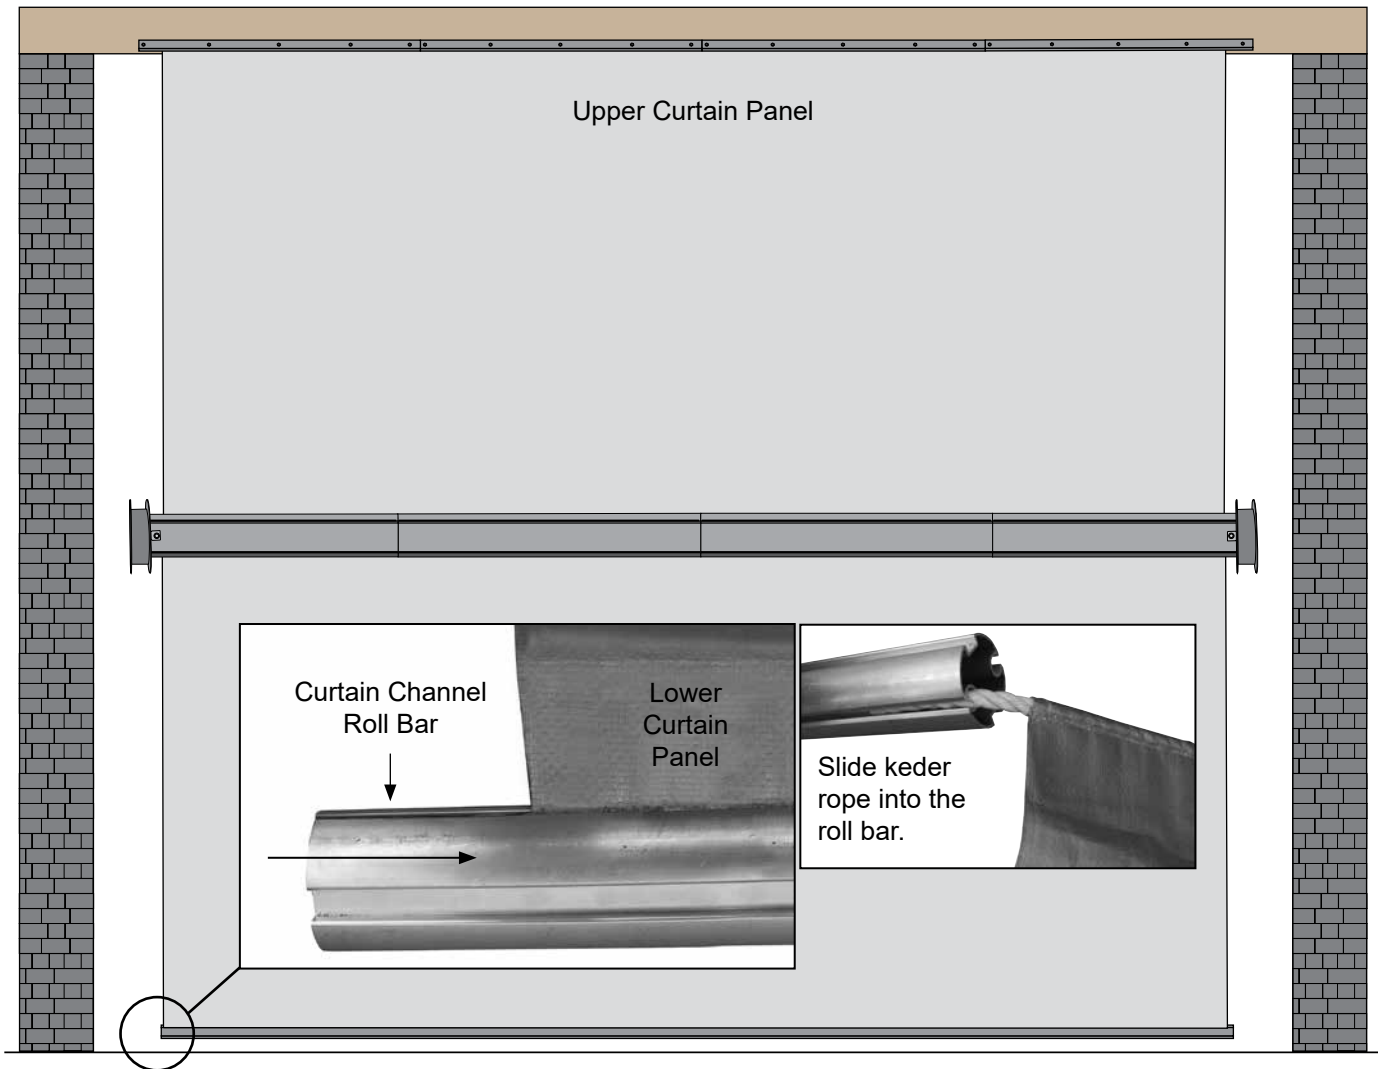 Upper Curtain Panel
Curtain Channel
Roll Bar
Lower
Curtain
Panel
Slide keder
rope into the
roll bar.